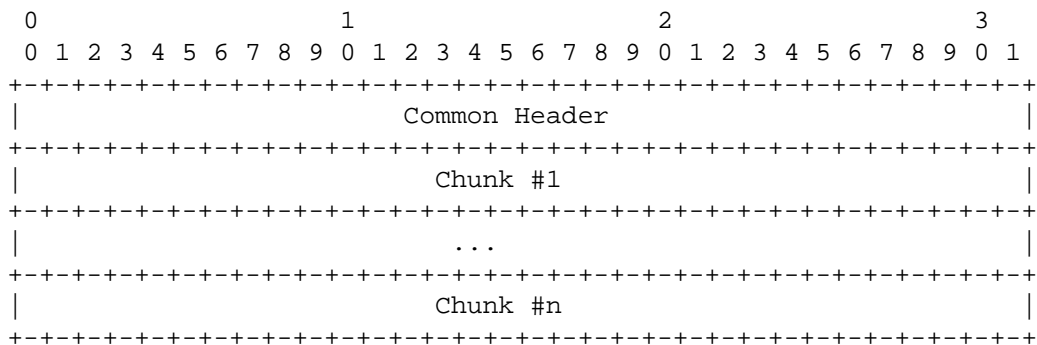 0                   1                   2                   3
 0 1 2 3 4 5 6 7 8 9 0 1 2 3 4 5 6 7 8 9 0 1 2 3 4 5 6 7 8 9 0 1
+-+-+-+-+-+-+-+-+-+-+-+-+-+-+-+-+-+-+-+-+-+-+-+-+-+-+-+-+-+-+-+-+
|                        Common Header                          |
+-+-+-+-+-+-+-+-+-+-+-+-+-+-+-+-+-+-+-+-+-+-+-+-+-+-+-+-+-+-+-+-+
|                          Chunk #1                             |
+-+-+-+-+-+-+-+-+-+-+-+-+-+-+-+-+-+-+-+-+-+-+-+-+-+-+-+-+-+-+-+-+
|                           ...                                 |
+-+-+-+-+-+-+-+-+-+-+-+-+-+-+-+-+-+-+-+-+-+-+-+-+-+-+-+-+-+-+-+-+
|                          Chunk #n                             |
+-+-+-+-+-+-+-+-+-+-+-+-+-+-+-+-+-+-+-+-+-+-+-+-+-+-+-+-+-+-+-+-+